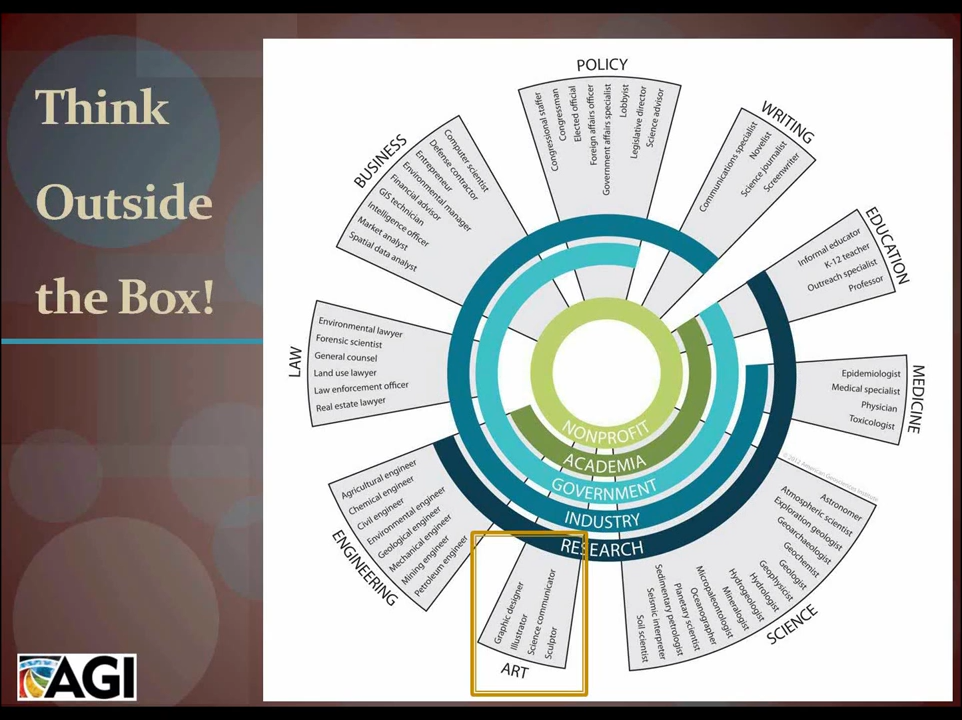 Think
Outside
the Box!
POLICY
Congressional staffer
Congressman
Elected official
Foreign affairs officer
Government affairs specialist
Lobbyist
Legislative director
Science advisor
WRITING
Communications specialist
Novelist
Science journalist
Screenwriter
EDUCATION
Informal educator
K-12 teacher
Outreach specialist
Professor
MEDICINE
Epidemiologist
Medical specialist
Physician
Toxicologist
© 2012 American Geosciences Institute
SCIENCE
Astronomer
Atmospheric scientist
Exploration geologist
Geoarchaeologist
Geochemist
Geologist
Geophysicist
Hydrologist
Hydrogeologist
Mineralogist
Micropaleontologist
Oceanographer
Planetary scientist
Sedimentary petrologist
Seismic interpreter
Soil scientist
ART
Graphic designer
Illustrator
Science communicator
Sculptor
ENGINEERING
Agricultural engineer
Chemical engineer
Civil engineer
Environmental engineer
Geological engineer
Mechanical engineer
Mining engineer
Petroleum engineer
LAW
Environmental lawyer
Forensic scientist
General counsel
Land use lawyer
Law enforcement officer
Real estate lawyer
BUSINESS
Computer scientist
Defense contractor
Entrepreneur
Environmental manager
Financial advisor
GIS technician
Intelligence officer
Market analyst
Spatial data analyst
NONPROFIT
ACADEMIA
GOVERNMENT
INDUSTRY
RESEARCH
AGI